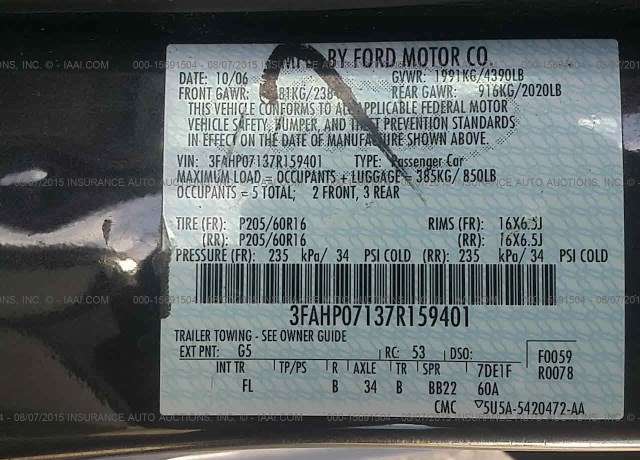 MFD BY FORD MOTOR CO.
DATE: 10/06 GVWR: 1991KG/4390LB
FRONT GAWR: 81KG/238 REAR GAWR: 916KG/2020LB
THIS VEHICLE CONFORMS TO ALL APPLICABLE FEDERAL MOTOR
VEHICLE SAFETY, BUMPER, AND THEFT PREVENTION STANDARDS
IN EFFECT ON THE DATE OF MANUFACTURE SHOWN ABOVE.
VIN: 3FAHP07137R159401 TYPE: Passenger Car
MAXIMUM LOAD = OCCUPANTS + LUGGAGE = 385KG/ 850LB
OCCUPANTS = 5 TOTAL; 2 FRONT, 3 REAR
TIRE (FR): P205/60R16 RIMS (FR): 16X6.5J
(RR): P205/60R16 (RR): 16X6.5J
PRESSURE (FR): 235 kPa/ 34 PSI COLD (RR): 235 kPa/ 34 PSI COLD
3FAHP07137R159401
TRAILER TOWING - SEE OWNER GUIDE
EXT PNT: G5 RC: 53 DSO: F0059
INT TR TP/PS R AXLE TR SPR 7DE1F R0078
FL B 34 B BB22 60A
CMC ▽5U5A-5420472-AA
000-15691504 - 08/07/2015
INSURANCE AUTO AUCTIONS, INC. - IAAI.COM